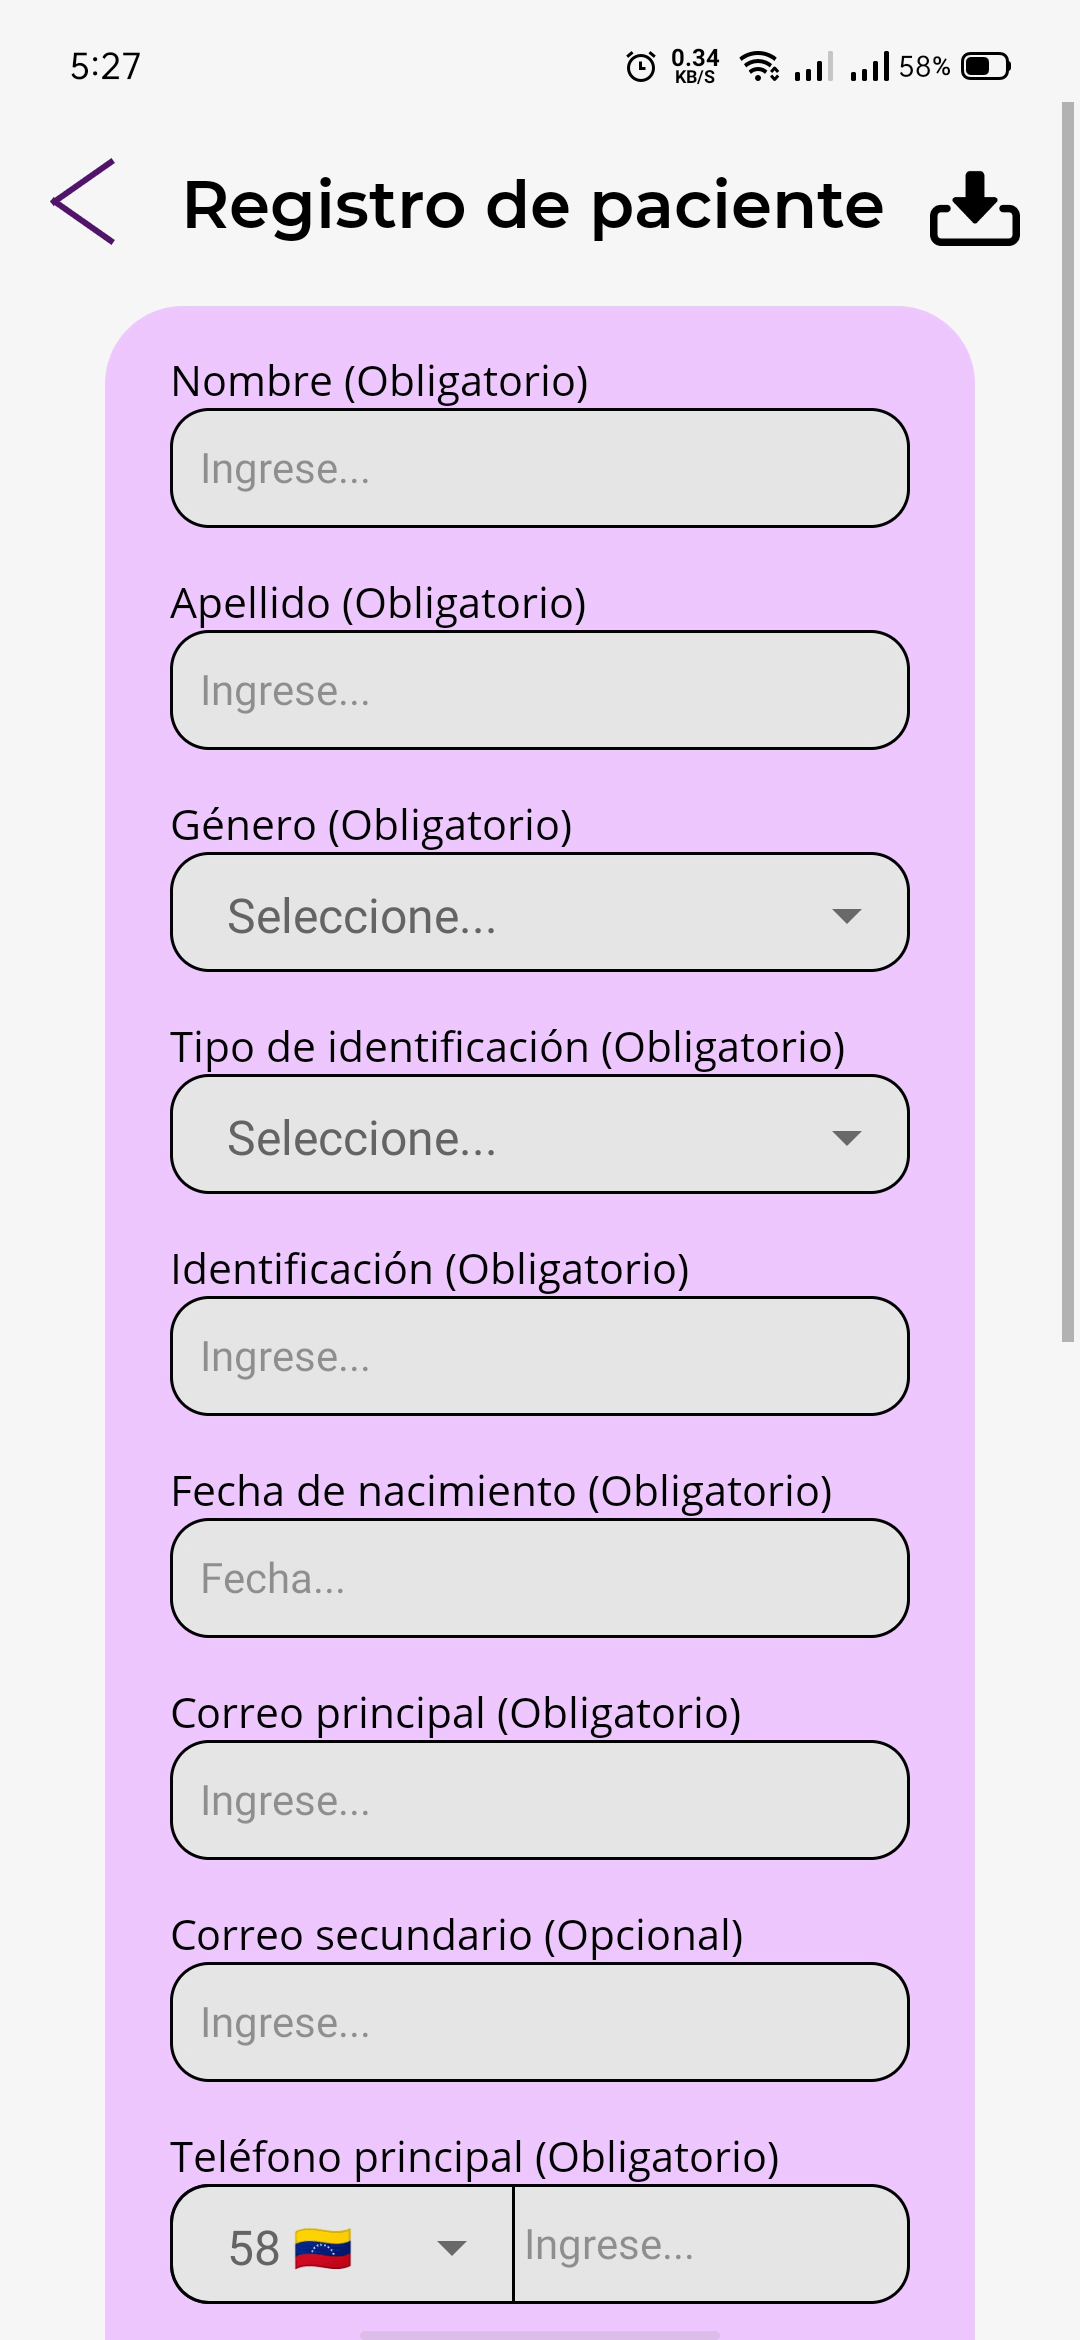 5:27
0.34
KB/S
58%
Registro de paciente
Nombre (Obligatorio)
Ingrese...
Apellido (Obligatorio)
Ingrese...
Género (Obligatorio)
Seleccione...
Tipo de identificación (Obligatorio)
Seleccione...
Identificación (Obligatorio)
Ingrese...
Fecha de nacimiento (Obligatorio)
Fecha...
Correo principal (Obligatorio)
Ingrese...
Correo secundario (Opcional)
Ingrese...
Teléfono principal (Obligatorio)
58 🇻🇪 Ingrese...